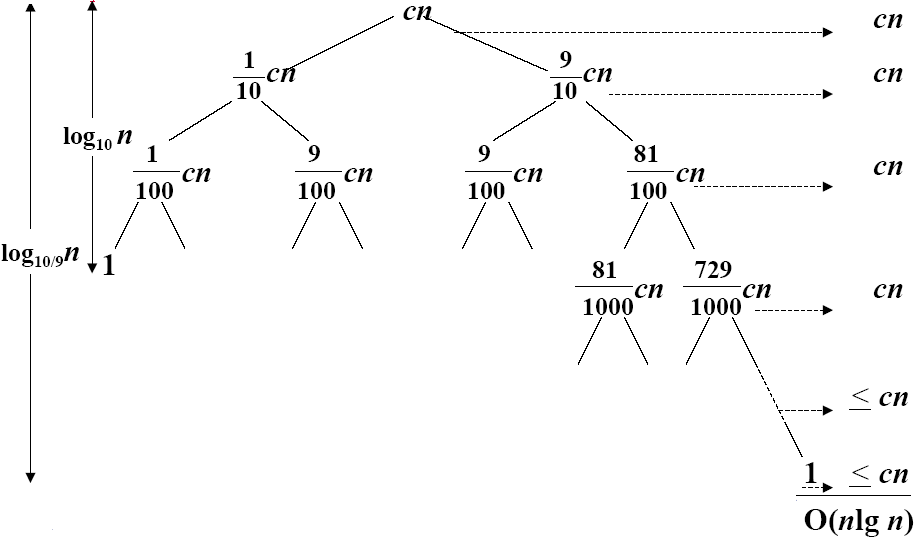 cn cn
1/10 cn 9/10 cn cn
log₁₀ n
1/100 cn 9/100 cn 9/100 cn 81/100 cn cn
log₁₀/₉ n
1
81/1000 cn 729/1000 cn cn
≤ cn
1 ≤ cn
O(nlg n)